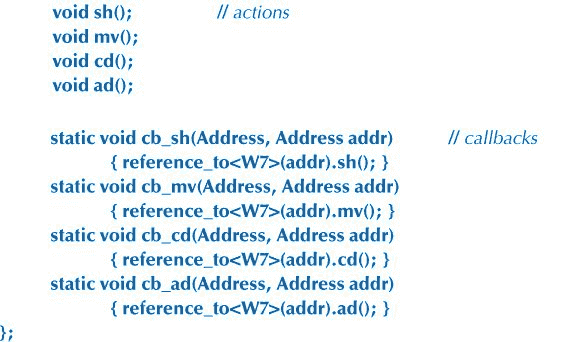 void sh();	// actions
void mv();
void cd();
void ad();
static void cb_sh(Address, Address addr)	// callbacks
{ reference_to<W7>(addr).sh(); }
static void cb_mv(Address, Address addr)
{ reference_to<W7>(addr).mv(); }
static void cb_cd(Address, Address addr)
{ reference_to<W7>(addr).cd(); }
static void cb_ad(Address, Address addr)
{ reference_to<W7>(addr).ad(); }
};